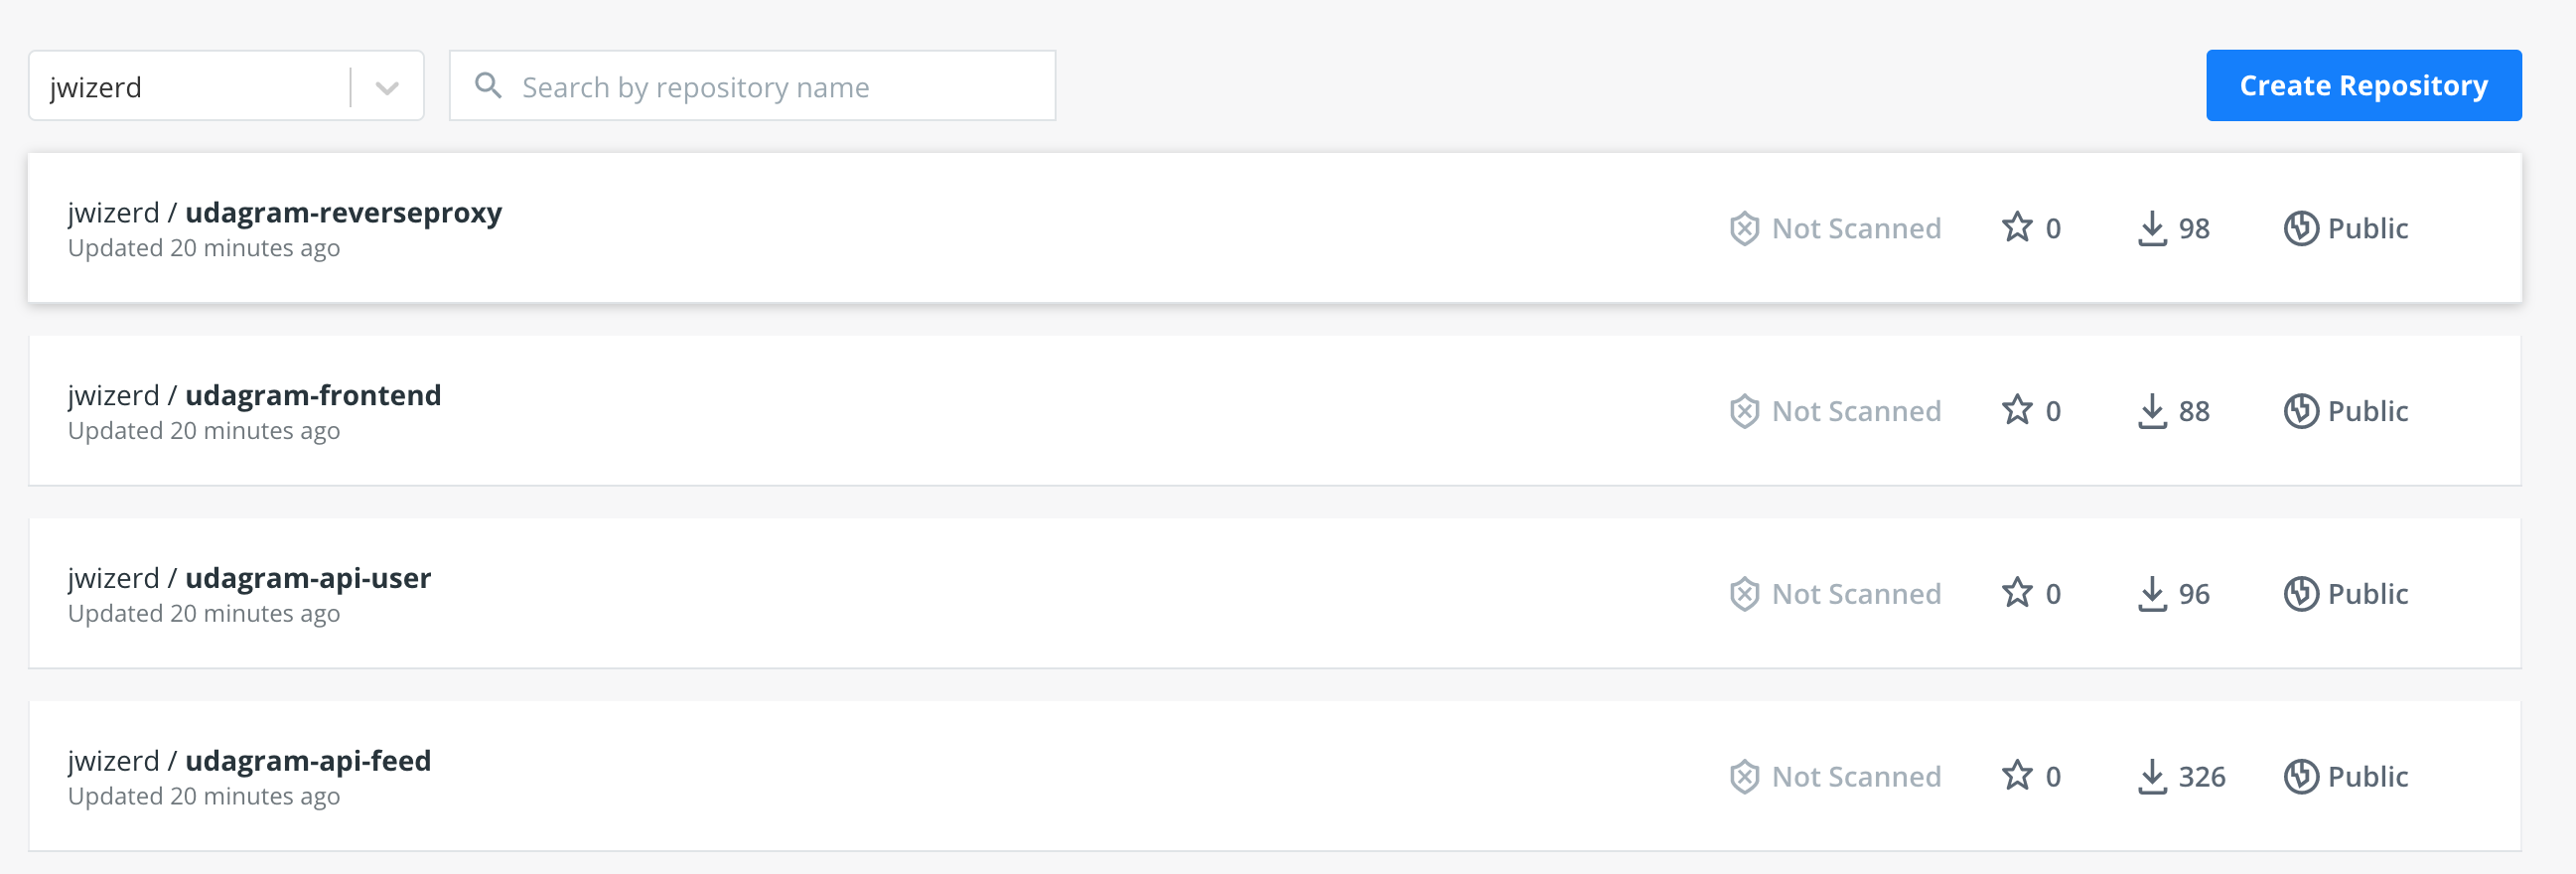 jwizerd
Search by repository name
Create Repository
jwizerd / udagram-reverseproxy
Updated 20 minutes ago
Not Scanned
0
98
Public
jwizerd / udagram-frontend
Updated 20 minutes ago
Not Scanned
0
88
Public
jwizerd / udagram-api-user
Updated 20 minutes ago
Not Scanned
0
96
Public
jwizerd / udagram-api-feed
Updated 20 minutes ago
Not Scanned
0
326
Public